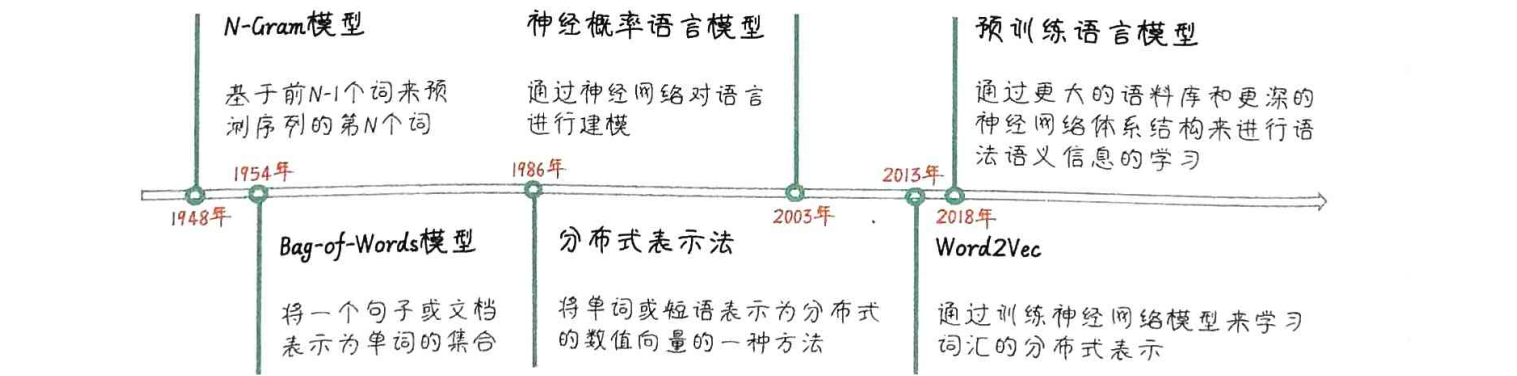 N-Gram模型
基于前N-1个词来预
测序列的第N个词
神经概率语言模型
通过神经网络对语言
进行建模
预训练语言模型
通过更大的语料库和更深的
神经网络体系结构来进行语
法语义信息的学习
1948年
1954年
1986年
2003年
2013年
2018年
Bag-of-Words模型
将一个句子或文档
表示为单词的集合
分布式表示法
将单词或短语表示为分布式
的数值向量的一种方法
Word2Vec
通过训练神经网络模型来学习
词汇的分布式表示